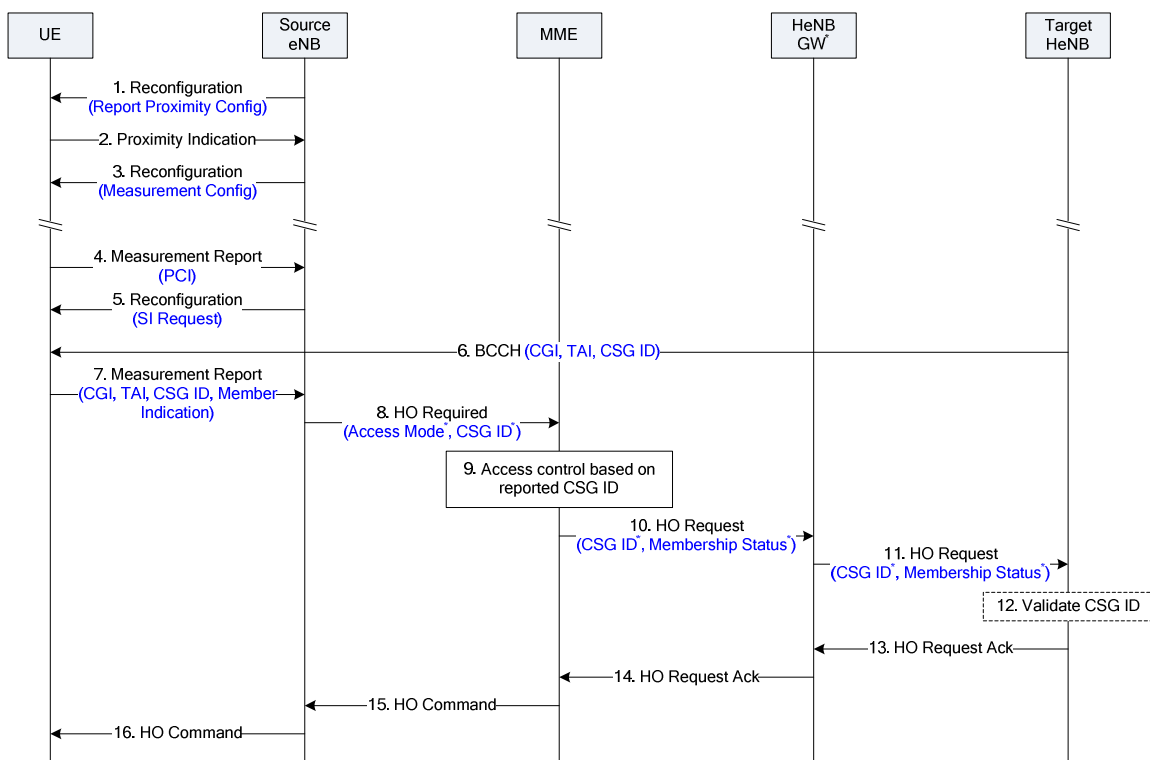 UE
Source
eNB
MME
HeNB
GW*
Target
HeNB
1. Reconfiguration
(Report Proximity Config)
2. Proximity Indication
3. Reconfiguration
(Measurement Config)
4. Measurement Report
(PCI)
5. Reconfiguration
(SI Request)
6. BCCH (CGI, TAI, CSG ID)
7. Measurement Report
(CGI, TAI, CSG ID, Member
Indication)
8. HO Required
(Access Mode*, CSG ID*)
9. Access control based on
reported CSG ID
10. HO Request
(CSG ID*, Membership Status*)
11. HO Request
(CSG ID*, Membership Status*)
12. Validate CSG ID
13. HO Request Ack
14. HO Request Ack
15. HO Command
16. HO Command